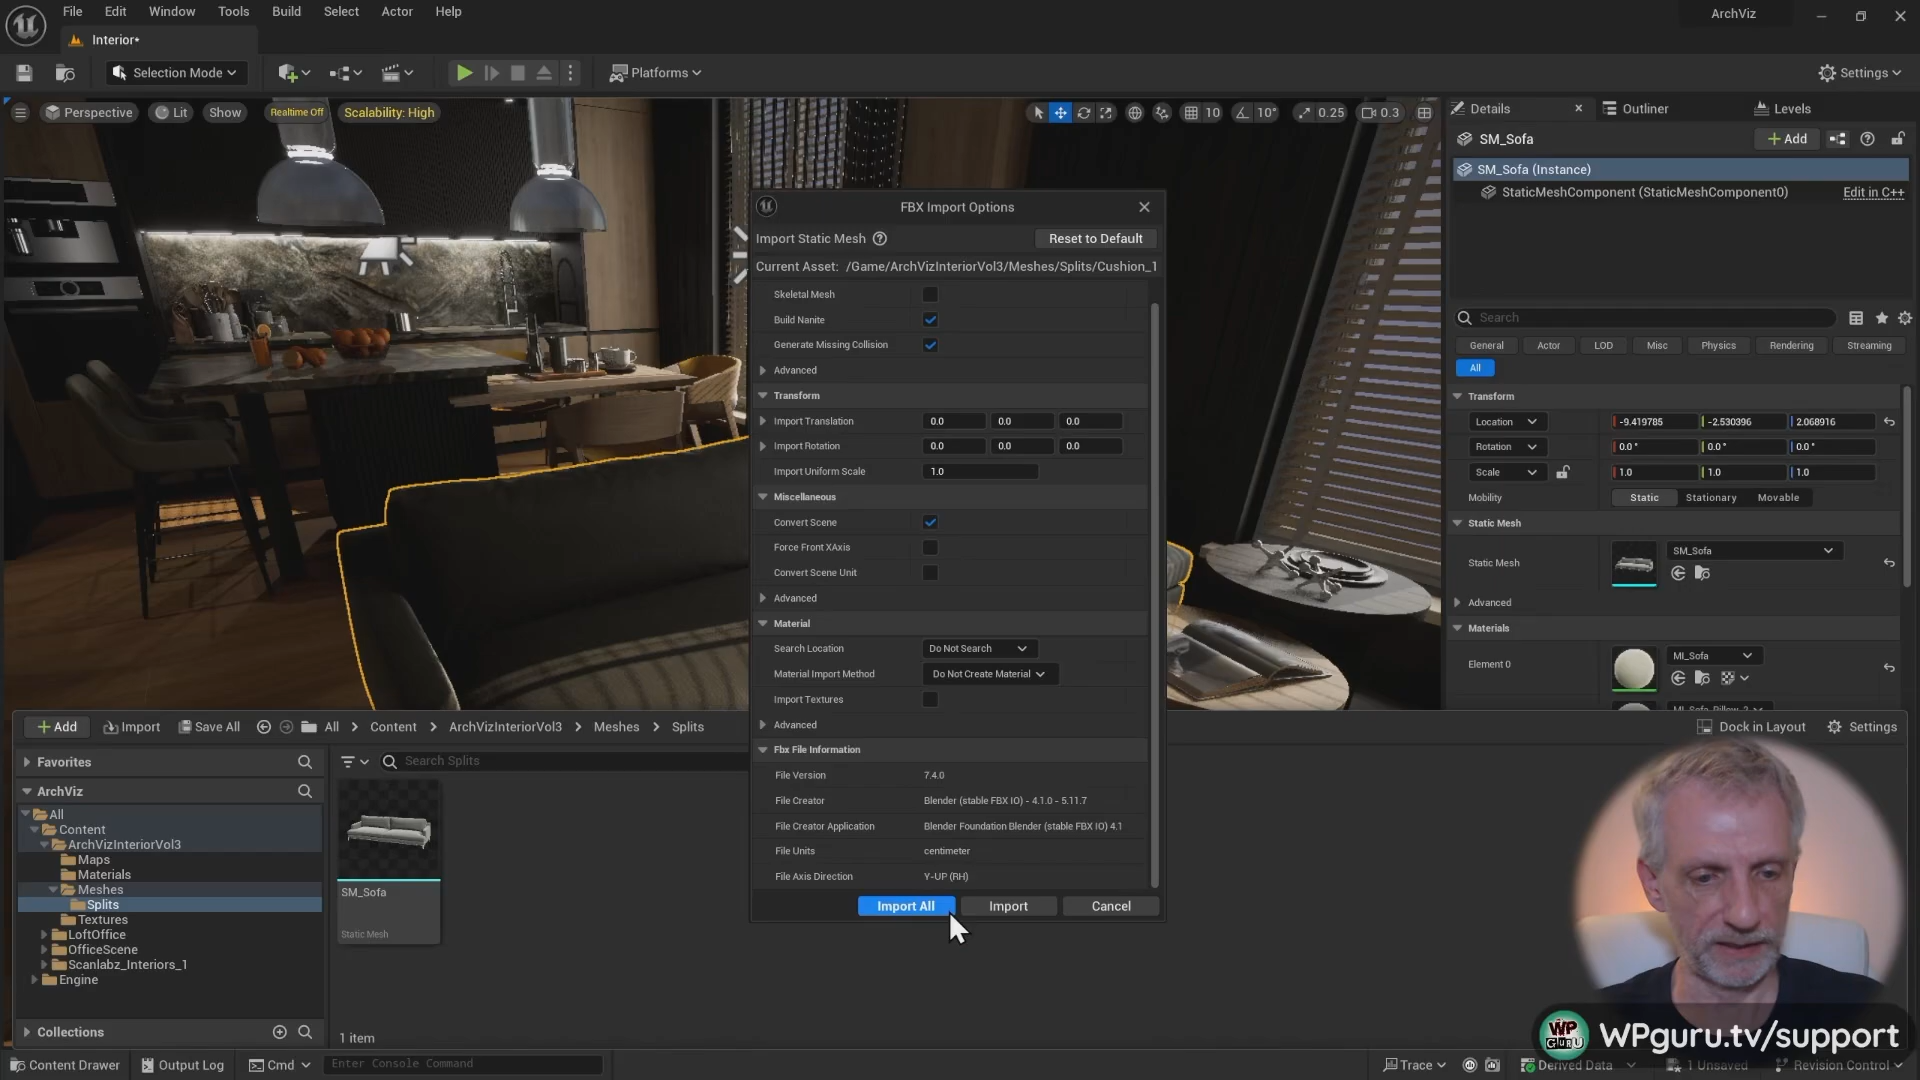 File Edit Window Tools Build Select Actor Help
ArchViz
Interior*
Selection Mode
Platforms
Settings
Perspective Lit Show Realtime Off Scalability: High
10 10° 0.25 0.3
Details Outliner Levels
SM_Sofa
Add
SM_Sofa (Instance)
StaticMeshComponent (StaticMeshComponent0) Edit in C++
Search
General Actor LOD Misc Physics Rendering Streaming
All
Transform
Location -9.419785 -2.530396 2.068916
Rotation 0.0° 0.0° 0.0°
Scale 1.0 1.0 1.0
Mobility Static Stationary Movable
Static Mesh
Static Mesh SM_Sofa
Advanced
Materials
Element 0 MI_Sofa
MI_Sofa_Pillow_2
FBX Import Options
Import Static Mesh Reset to Default
Current Asset: /Game/ArchVizInteriorVol3/Meshes/Splits/Cushion_1
Skeletal Mesh
Build Nanite
Generate Missing Collision
Advanced
Transform
Import Translation 0.0 0.0 0.0
Import Rotation 0.0 0.0 0.0
Import Uniform Scale 1.0
Miscellaneous
Convert Scene
Force Front XAxis
Convert Scene Unit
Advanced
Material
Search Location Do Not Search
Material Import Method Do Not Create Material
Import Textures
Advanced
Fbx File Information
File Version 7.4.0
File Creator Blender (stable FBX IO) - 4.1.0 - 5.11.7
File Creator Application Blender Foundation Blender (stable FBX IO) 4.1
File Units centimeter
File Axis Direction Y-UP (RH)
Import All Import Cancel
Add Import Save All All Content ArchVizInteriorVol3 Meshes Splits
Dock in Layout Settings
Favorites
Search Splits
ArchViz
All
Content
ArchVizInteriorVol3
Maps
Materials
Meshes
Splits
Textures
LoftOffice
OfficeScene
Scanlabz_Interiors_1
Engine
SM_Sofa
Static Mesh
Collections
1 item
WP
GURU
WPguru.tv/support
Content Drawer Output Log Cmd Enter Console Command
Trace Derived Data 1 Unsaved Revision Control